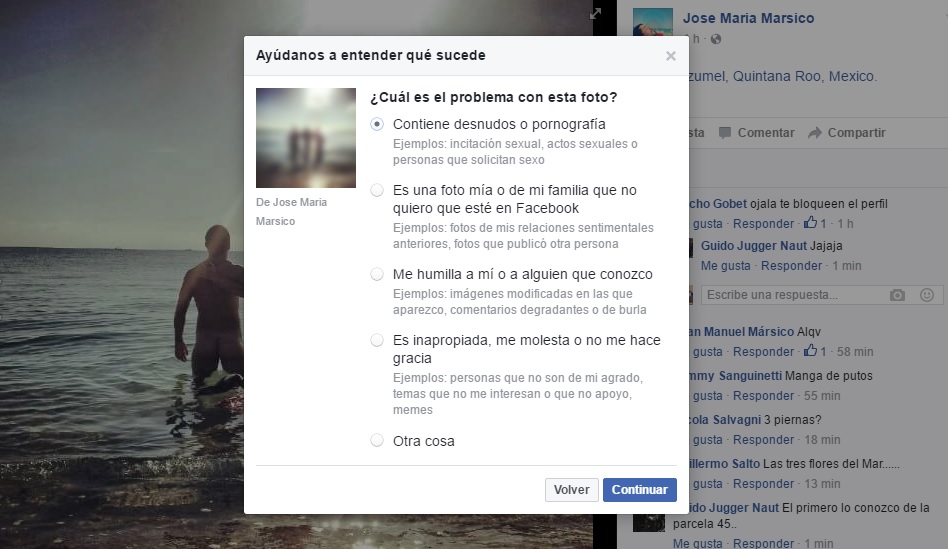 Jose Maria Marsico
h
zumel, Quintana Roo, Mexico.
sta Comentar Compartir
Ayúdanos a entender qué sucede
¿Cuál es el problema con esta foto?
De Jose Maria
Marsico
Contiene desnudos o pornografía
Ejemplos: incitación sexual, actos sexuales o
personas que solicitan sexo
Es una foto mía o de mi familia que no
quiero que esté en Facebook
Ejemplos: fotos de mis relaciones sentimentales
anteriores, fotos que publicò otra persona
Me humilla a mí o a alguien que conozco
Ejemplos: imágenes modificadas en las que
aparezco, comentarios degradantes o de burla
Es inapropiada, me molesta o no me hace
gracia
Ejemplos: personas que no son de mi agrado,
temas que no me interesan o que no apoyo,
memes
Otra cosa
Volver Continuar
cho Gobet ojala te bloqueen el perfil
gusta · Responder · 1 · 1 h
Guido Jugger Naut Jajaja
Me gusta · Responder · 1 min
Escribe una respuesta...
an Manuel Mársico Alqv
gusta · Responder · 1 · 58 min
mmy Sanguinetti Manga de putos
gusta · Responder · 55 min
cola Salvagni 3 piernas?
gusta · Responder · 18 min
illermo Salto Las tres flores del Mar......
gusta · Responder · 13 min
uido Jugger Naut El primero lo conozco de la
parcela 45..
gusta · Responder · 1 min